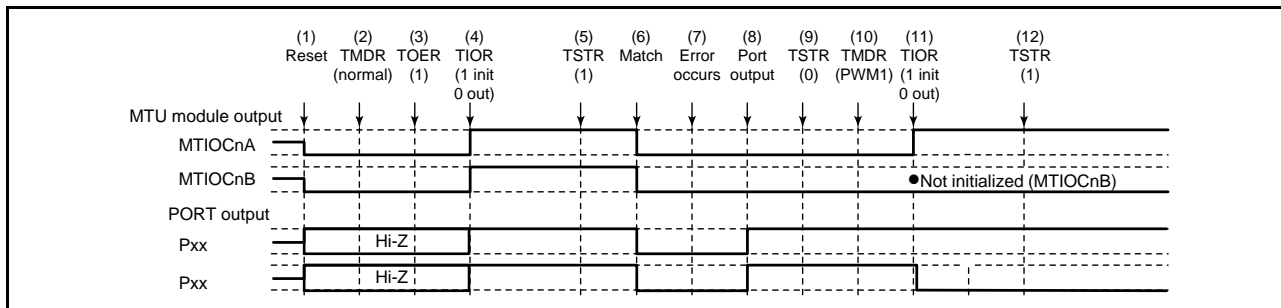 (1) (2) (3) (4) (5) (6) (7) (8) (9) (10) (11) (12)
Reset TMDR TOER TIOR TSTR Match Error Port TSTR TMDR TIOR TSTR
(normal) (1) (1 init (1) occurs output (0) (PWM1) (1 init (1)
0 out) 0 out)
MTU module output
MTIOCnA
MTIOCnB
●Not initialized (MTIOCnB)
PORT output
Pxx Hi-Z
Pxx Hi-Z